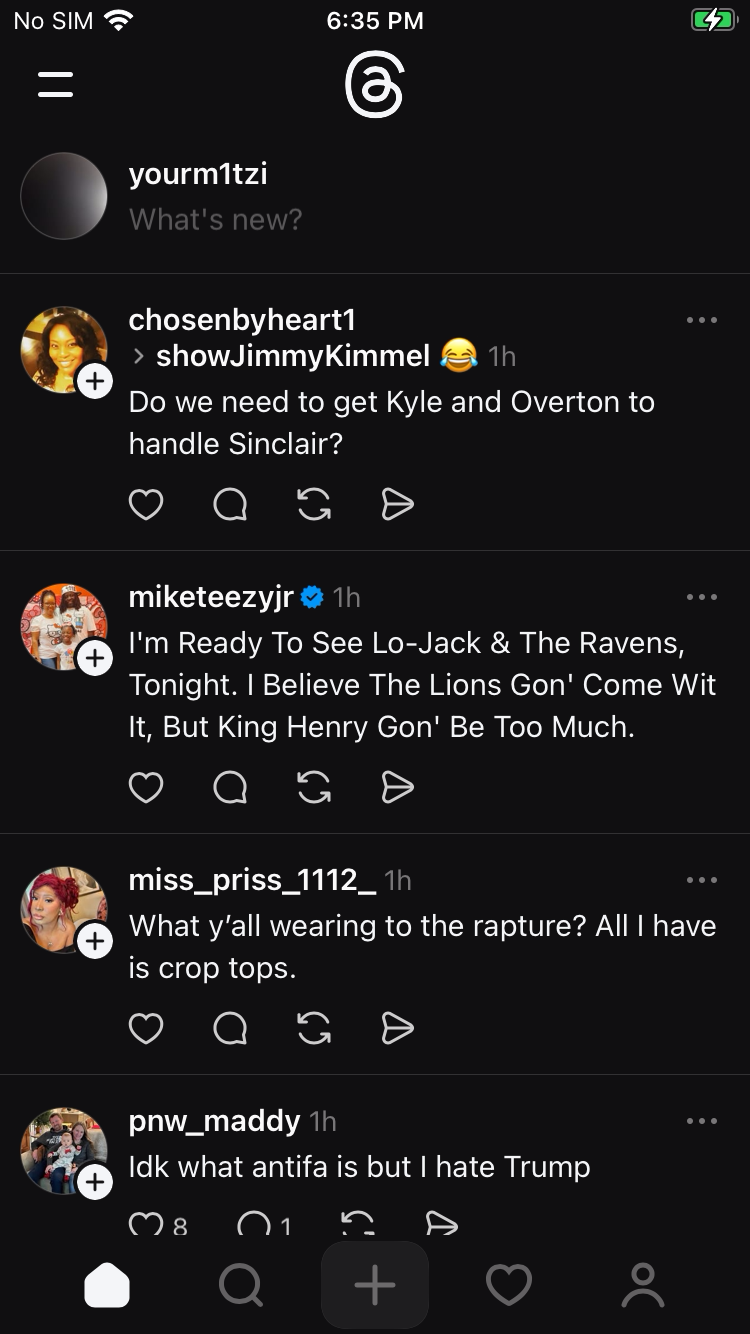 No SIM 6:35 PM
yourm1tzi
What's new?
chosenbyheart1
> showJimmyKimmel 😂 1h
Do we need to get Kyle and Overton to
handle Sinclair?
miketeezyjr 1h
I'm Ready To See Lo-Jack & The Ravens,
Tonight. I Believe The Lions Gon' Come Wit
It, But King Henry Gon' Be Too Much.
miss_priss_1112_ 1h
What y’all wearing to the rapture? All I have
is crop tops.
pnw_maddy 1h
Idk what antifa is but I hate Trump
8 1